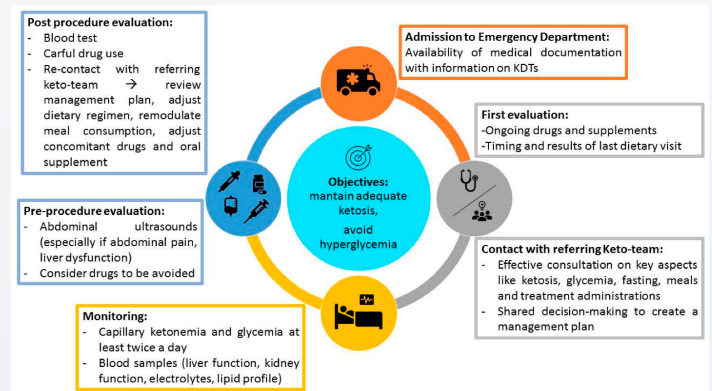 Post procedure evaluation:
- Blood test
- Carful drug use
- Re-contact with referring
keto-team → review
management plan, adjust
dietary regimen, remodulate
meal consumption, adjust
concomitant drugs and oral
supplement
Admission to Emergency Department:
Availability of medical documentation
with information on KDTs
First evaluation:
-Ongoing drugs and supplements
-Timing and results of last dietary visit
Objectives:
mantain adequate
ketosis,
avoid
hyperglycemia
Pre-procedure evaluation:
- Abdominal ultrasounds
(especially if abdominal pain,
liver dysfunction)
- Consider drugs to be avoided
Contact with referring Keto-team:
- Effective consultation on key aspects
like ketosis, glycemia, fasting, meals
and treatment administrations
- Shared decision-making to create a
management plan
Monitoring:
- Capillary ketonemia and glycemia at
least twice a day
- Blood samples (liver function, kidney
function, electrolytes, lipid profile)